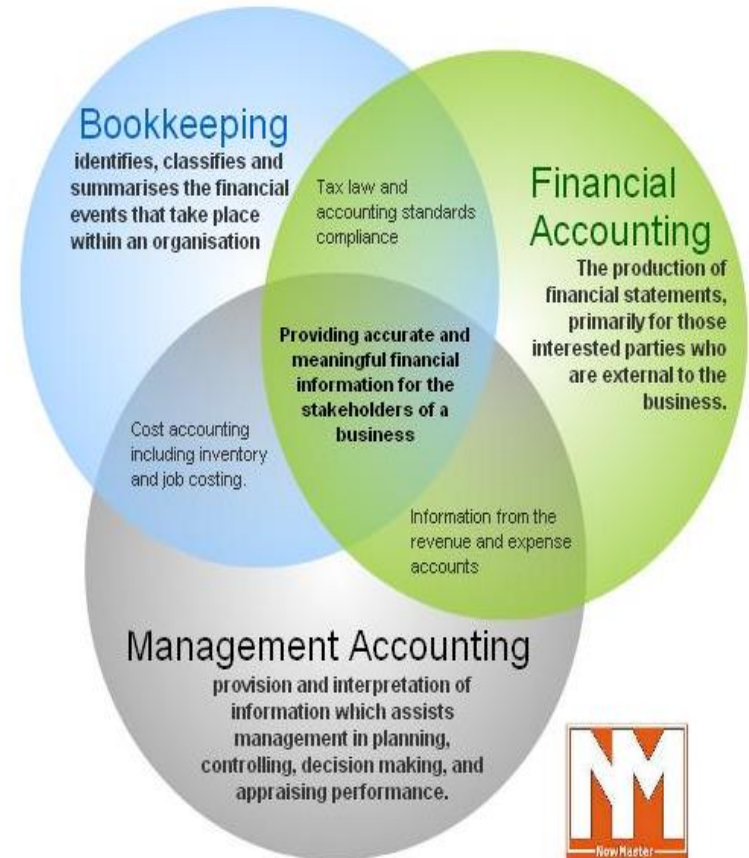 Bookkeeping
identifies, classifies and
summarises the financial
events that take place
within an organisation
Tax law and
accounting standards
compliance
Financial
Accounting
The production of
financial statements,
primarily for those
interested parties who
are external to the
business.
Providing accurate and
meaningful financial
information for the
stakeholders of a
business
Cost accounting
including inventory
and job costing.
Information from the
revenue and expense
accounts
Management Accounting
provision and interpretation of
information which assists
management in planning,
controlling, decision making, and
appraising performance.
NM
NowMaster